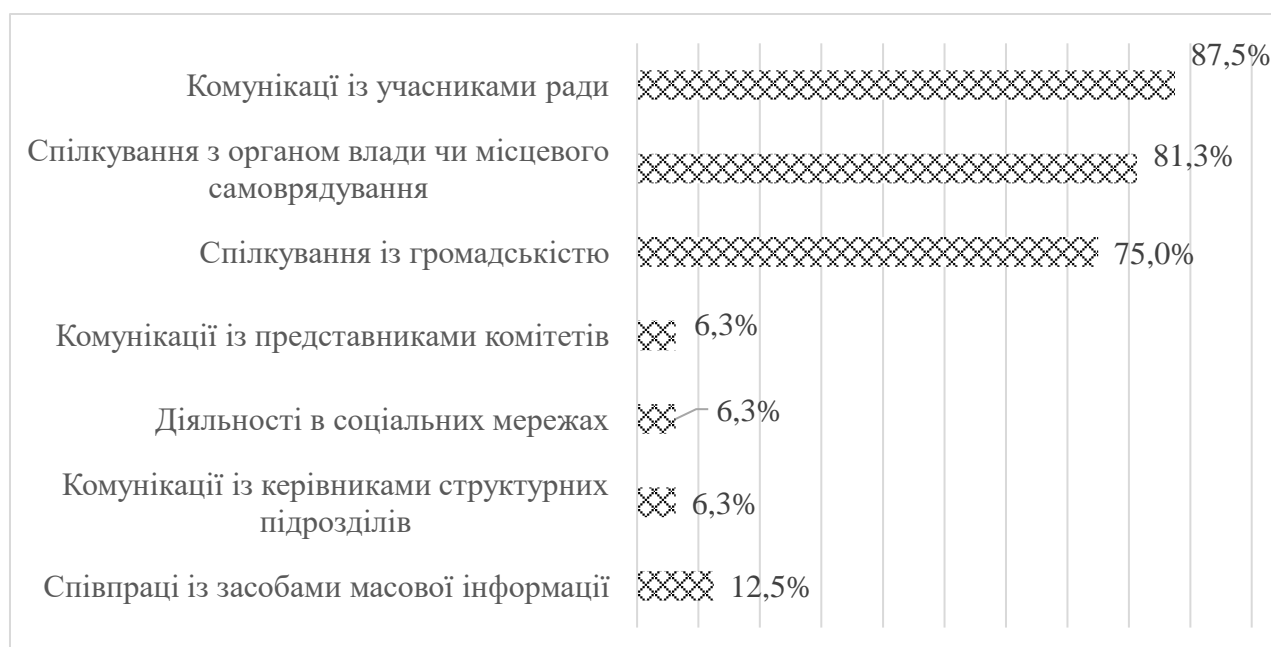 Комунікаці із учасниками ради
87,5%
Спілкування з органом влади чи місцевого
самоврядування
81,3%
Спілкування із громадськістю
75,0%
Комунікації із представниками комітетів
6,3%
Діяльності в соціальних мережах
6,3%
Комунікації із керівниками структурних
підрозділів
6,3%
Співпраці із засобами масової інформації
12,5%